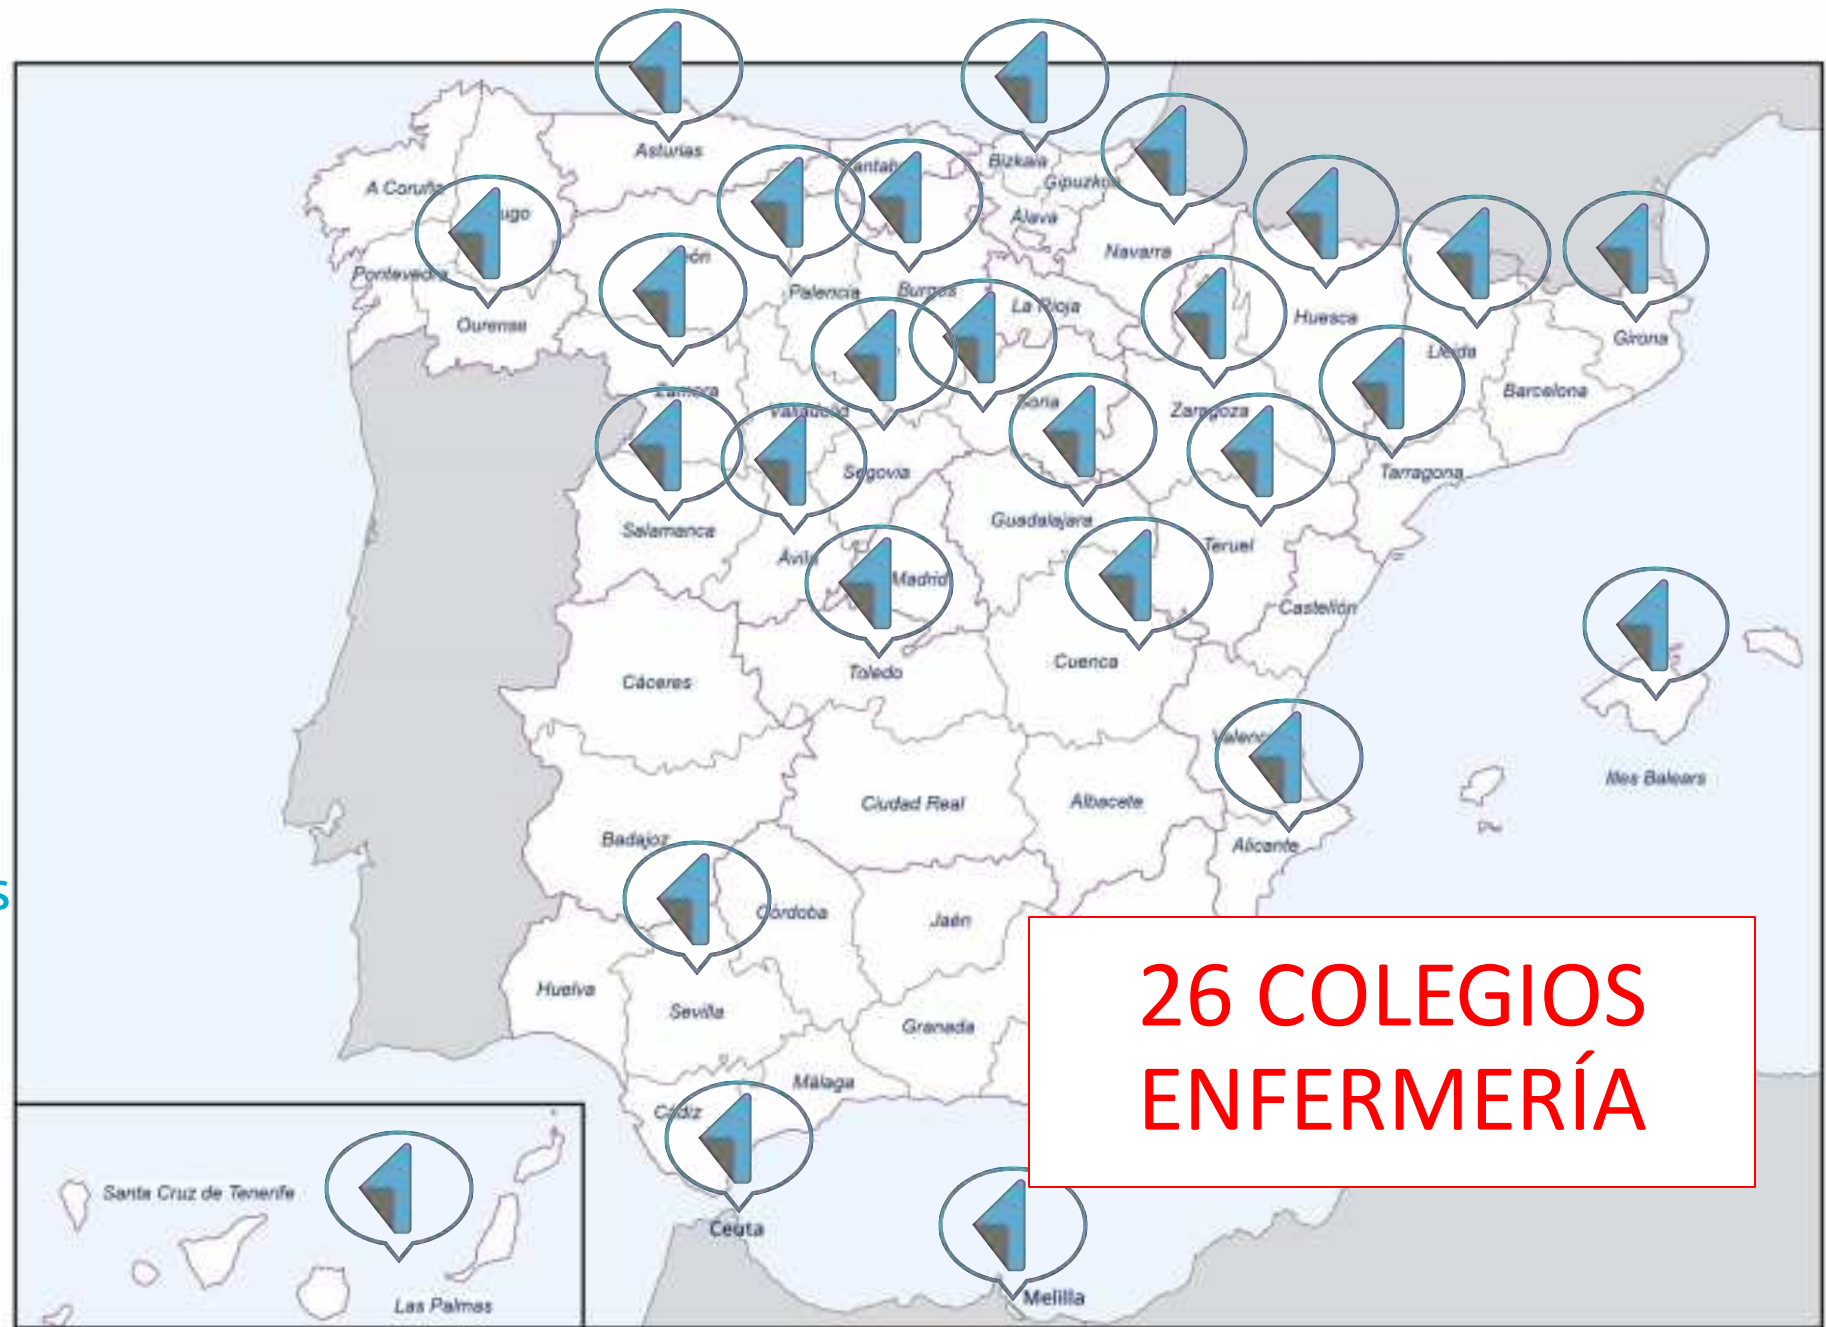 Asturias
Bizkaia
A Coruña
Gipuzkoa
Álava
Navarra
Pontevedra
Palencia
Burgos
La Rioja
Ourense
Huesca
Girona
Lleida
Zamora
Barcelona
Valladolid
Soria
Zaragoza
Segovia
Tarragona
Guadalajara
Salamanca
Teruel
Ávila
Madrid
Castellón
Cuenca
Toledo
Cáceres
Illes Balears
Ciudad Real
Albacete
Badajoz
Alicante
S
Córdoba
Jaén
Huelva
Sevilla
Granada
26 COLEGIOS
ENFERMERÍA
Málaga
Cádiz
Santa Cruz de Tenerife
Ceuta
Melilla
Las Palmas